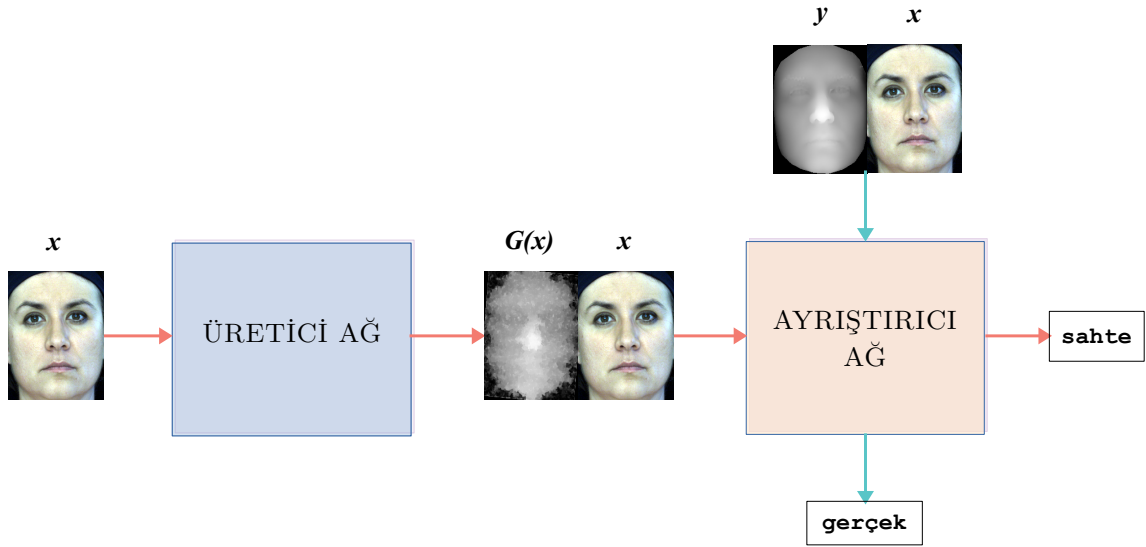 y x
x
G(x) x
ÜRETİCİ AĞ
AYRIŞTIRICI
AĞ
sahte
gerçek